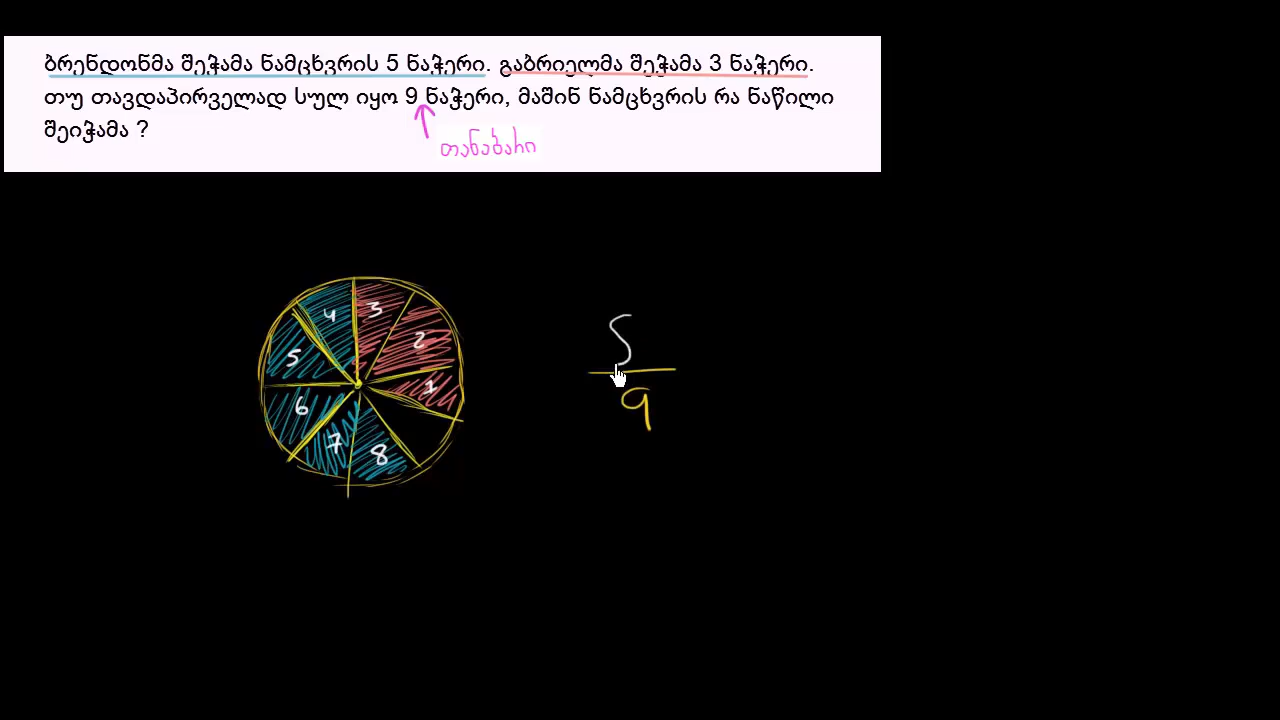 ბრენდონმა შეჭამა ნამცხვრის 5 ნაჭერი. გაბრიელმა შეჭამა 3 ნაჭერი.
თუ თავდაპირველად სულ იყო 9 ნაჭერი, მაშინ ნამცხვრის რა ნაწილი
შეიჭამა ?
თანაბარი
4 3
5 2
6 1
7 8
9